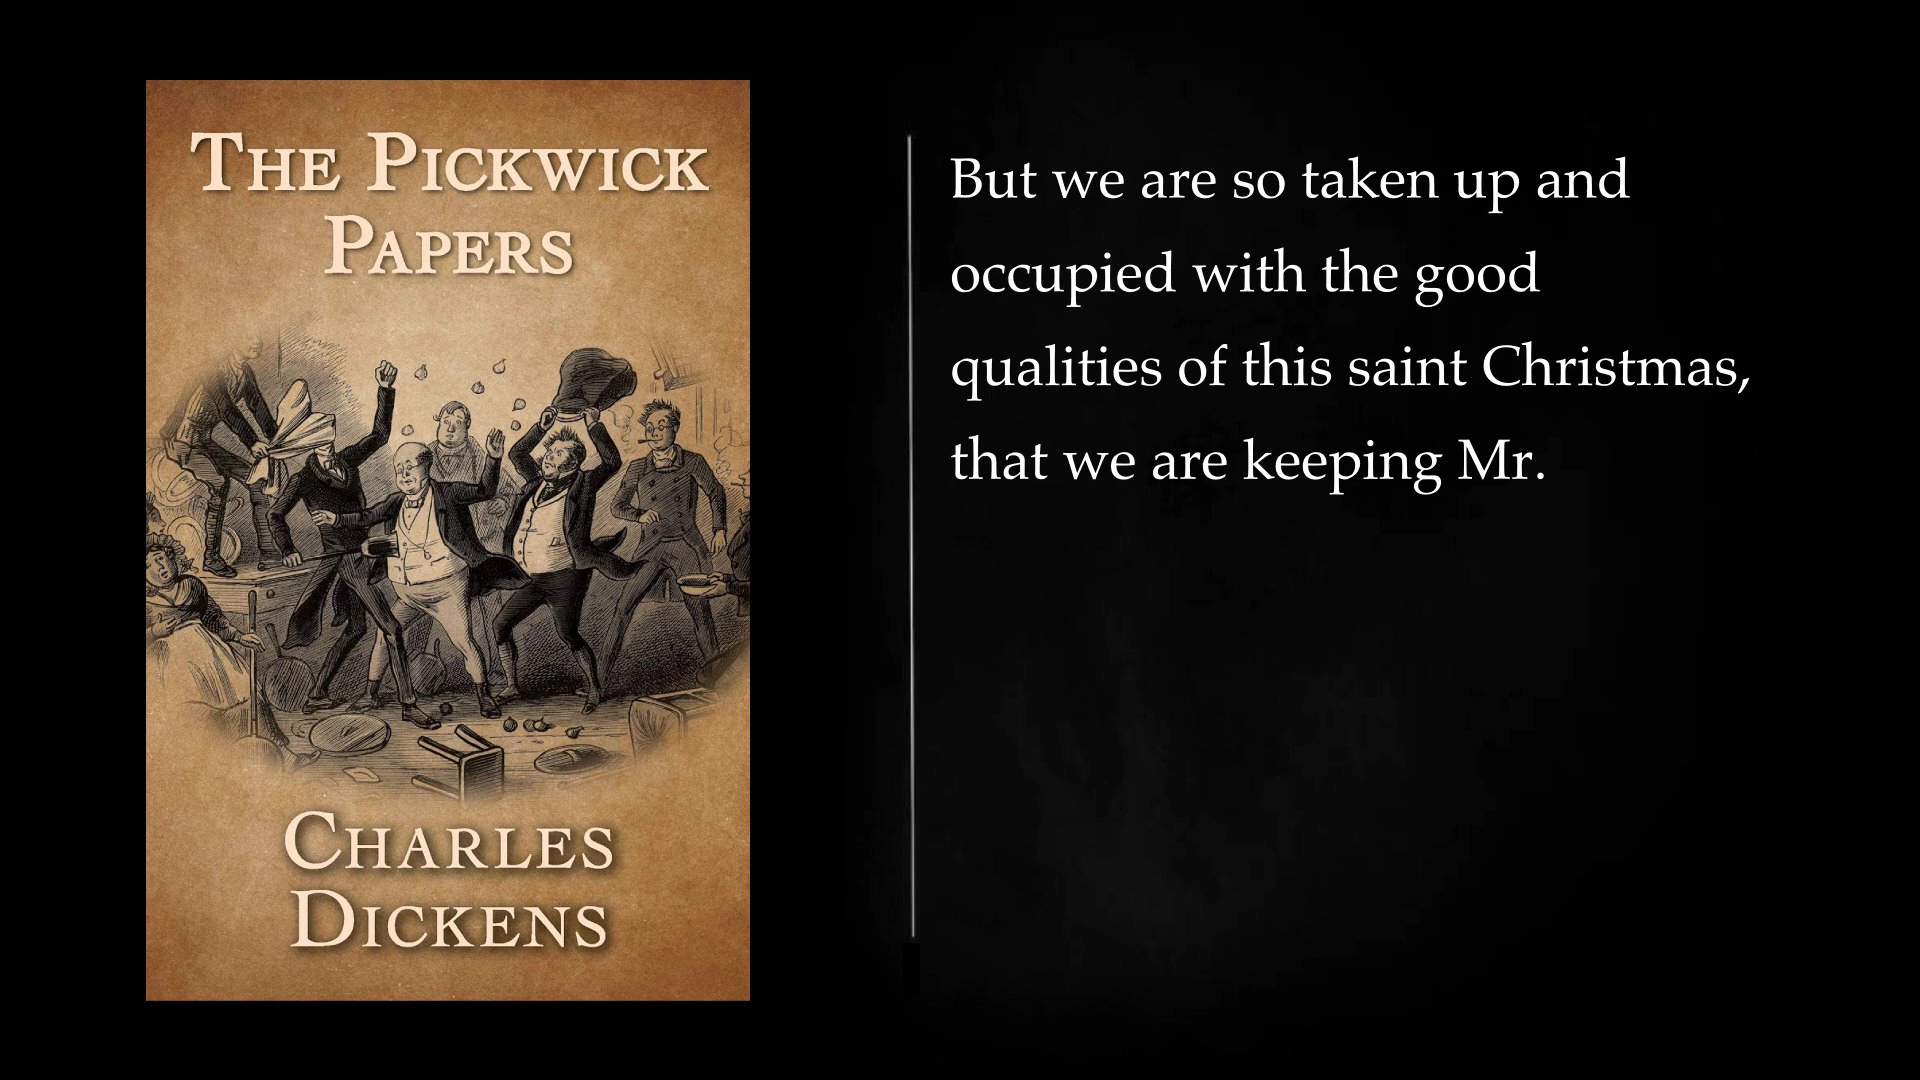 THE PICKWICK
PAPERS
CHARLES
DICKENS
But we are so taken up and
occupied with the good
qualities of this saint Christmas,
that we are keeping Mr.